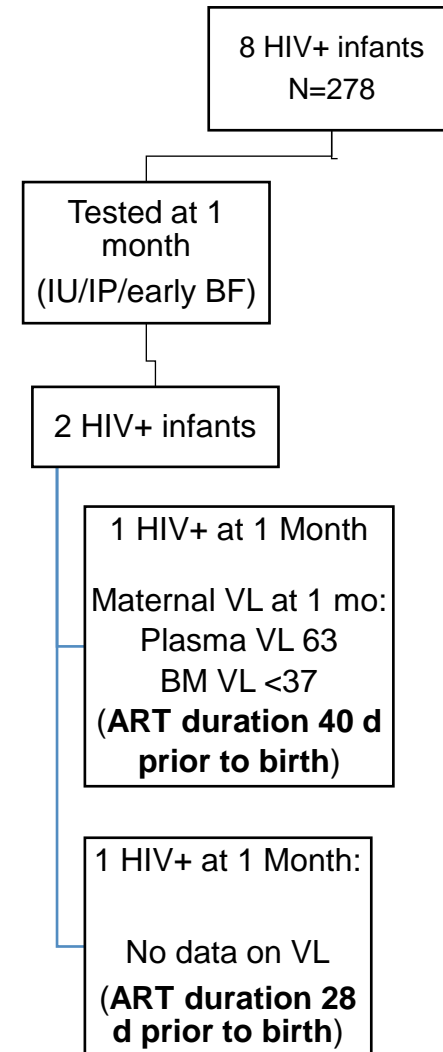 8 HIV+ infants
N=278
Tested at 1
month
(IU/IP/early BF)
2 HIV+ infants
1 HIV+ at 1 Month
Maternal VL at 1 mo:
Plasma VL 63
BM VL <37
(ART duration 40 d
prior to birth)
1 HIV+ at 1 Month:
No data on VL
(ART duration 28
d prior to birth)